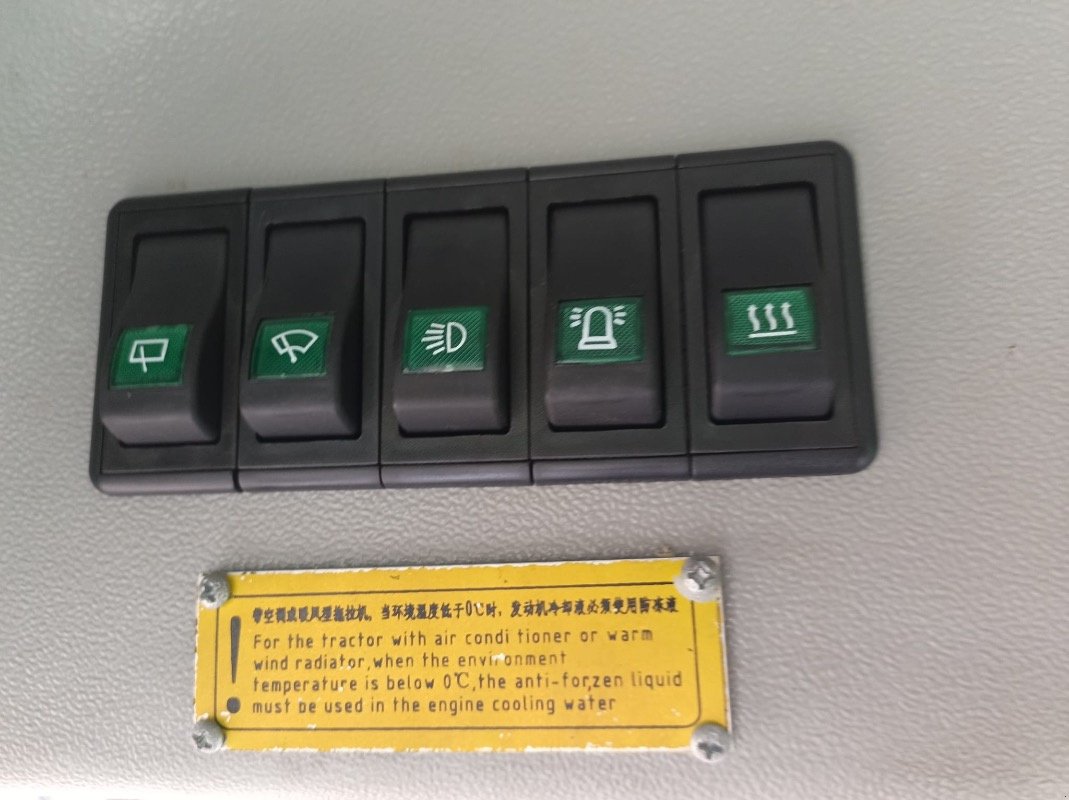 带空调或暖风型拖拉机，当环境温度低于0℃时，发动机冷却液必须使用防冻液
! For the tractor with air condi tioner or warm
wind radiator,when the environment
temperature is below 0℃,the anti-for,zen liquid
must be used in the engine cooling water